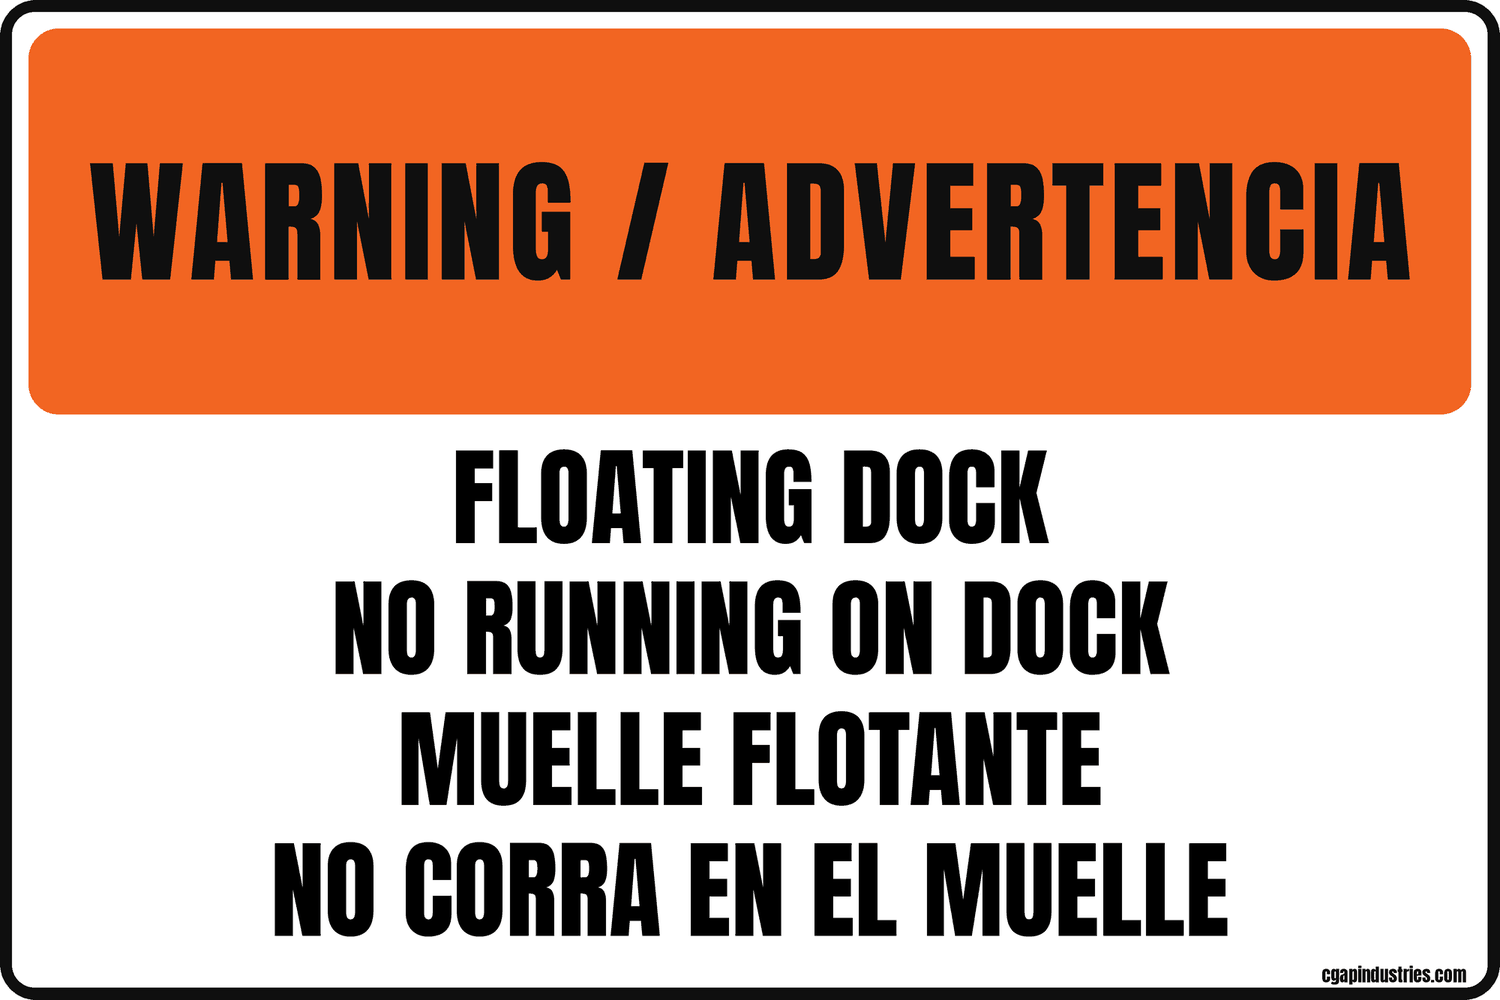 WARNING / ADVERTENCIA
FLOATING DOCK
NO RUNNING ON DOCK
MUELLE FLOTANTE
NO CORRA EN EL MUELLE
cgapindustries.com